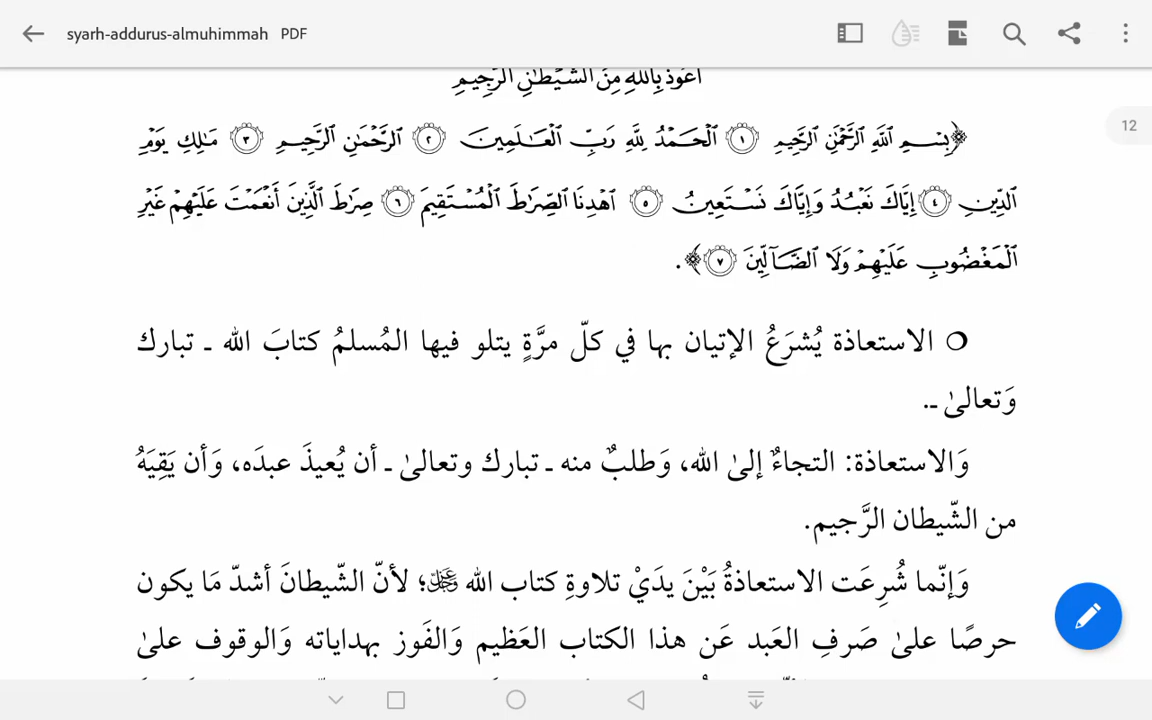 syarh-addurus-almuhimmah PDF
12
أعوذ بالله من الشيطان الرجيم
﴿بِسۡمِ ٱللَّهِ ٱلرَّحۡمَٰنِ ٱلرَّحِيمِ ١ ٱلۡحَمۡدُ لِلَّهِ رَبِّ ٱلۡعَٰلَمِينَ ٢ ٱلرَّحۡمَٰنِ ٱلرَّحِيمِ ٣ مَٰلِكِ يَوۡمِ
ٱلدِّينِ ٤ إِيَّاكَ نَعۡبُدُ وَإِيَّاكَ نَسۡتَعِينُ ٥ ٱهۡدِنَا ٱلصِّرَٰطَ ٱلۡمُسۡتَقِيمَ ٦ صِرَٰطَ ٱلَّذِينَ أَنۡعَمۡتَ عَلَيۡهِمۡ غَيۡرِ
ٱلۡمَغۡضُوبِ عَلَيۡهِمۡ وَلَا ٱلضَّآلِّينَ ٧﴾.
❍ الاستعاذة يُشرَعُ الإتيان بها في كلّ مرَّةٍ يتلو فيها المُسلمُ كتابَ الله ـ تبارك
وَتعالىٰ ـ.
وَالاستعاذة: التجاءٌ إلىٰ الله، وَطلبٌ منه ـ تبارك وتعالىٰ ـ أن يُعيذَ عبدَه، وَأن يَقِيَهُ
من الشّيطان الرَّجيم.
وَإنّما شُرِعَت الاستعاذةُ بَيْنَ يدَيْ تلاوةِ كتاب الله عَزَّ وَجَلَّ؛ لأنّ الشّيطانَ أشدّ مَا يكون
حرصًا علىٰ صَرفِ العَبد عَن هذا الكتاب العَظيم وَالفَوز بهداياته وَالوقوف علىٰ